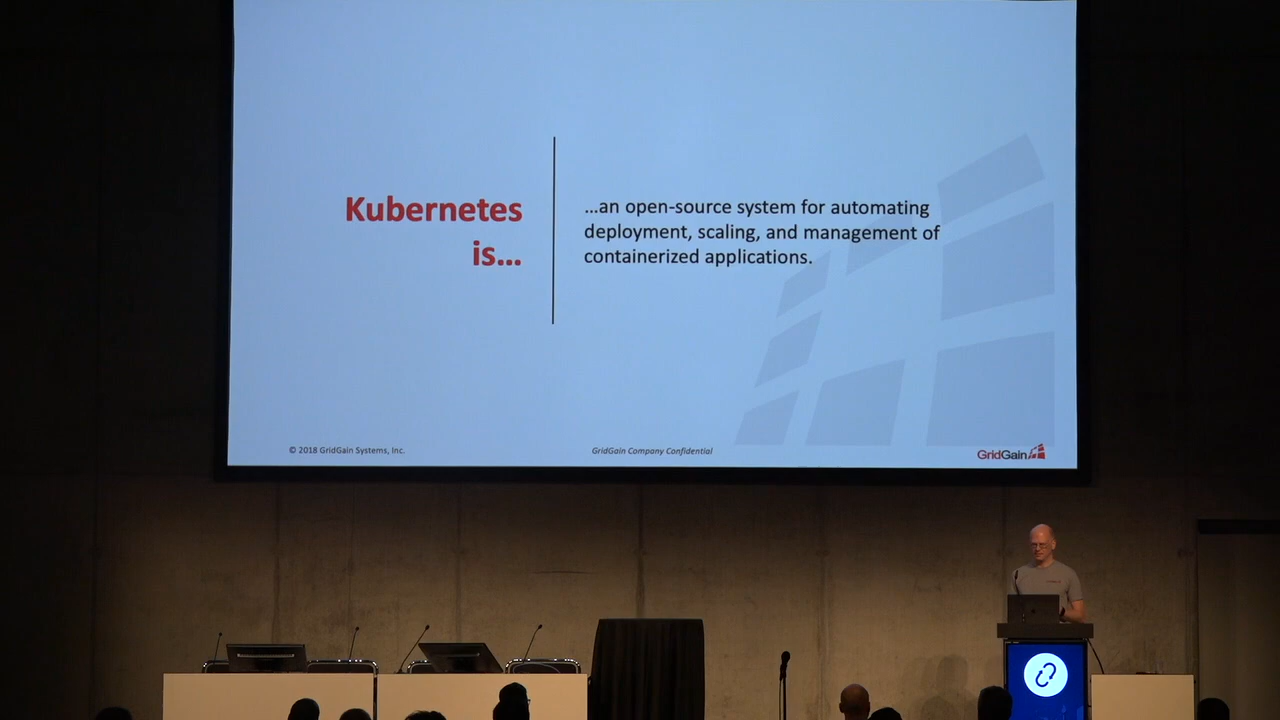 Kubernetes
is...
...an open-source system for automating
deployment, scaling, and management of
containerized applications.
© 2018 GridGain Systems, Inc.
GridGain Company Confidential
GridGain